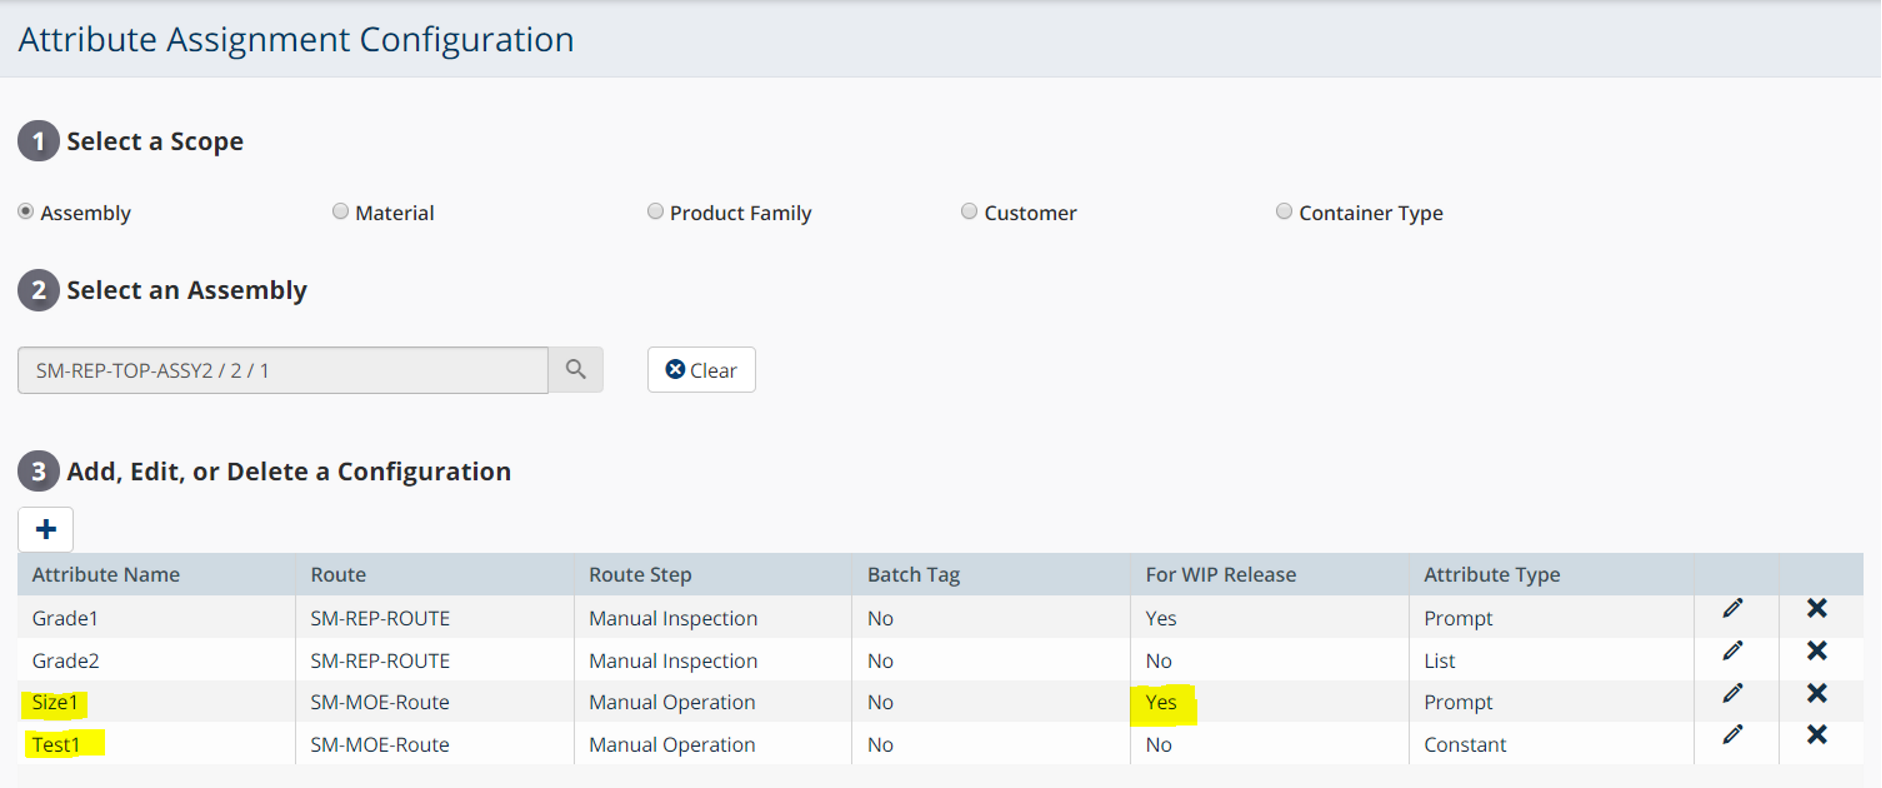 Attribute Assignment Configuration
1 Select a Scope
Assembly Material Product Family Customer Container Type
2 Select an Assembly
SM-REP-TOP-ASSY2 / 2 / 1 Clear
3 Add, Edit, or Delete a Configuration
Attribute Name Route Route Step Batch Tag For WIP Release Attribute Type
Grade1 SM-REP-ROUTE Manual Inspection No Yes Prompt
Grade2 SM-REP-ROUTE Manual Inspection No No List
Size1 SM-MOE-Route Manual Operation No Yes Prompt
Test1 SM-MOE-Route Manual Operation No No Constant